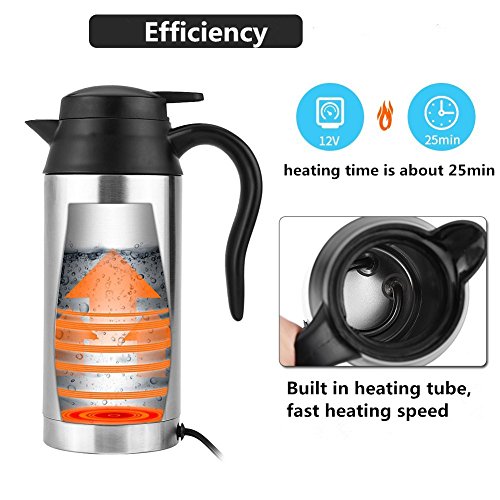 Efficiency
12V
25min
heating time is about 25min
Built in heating tube,
fast heating speed